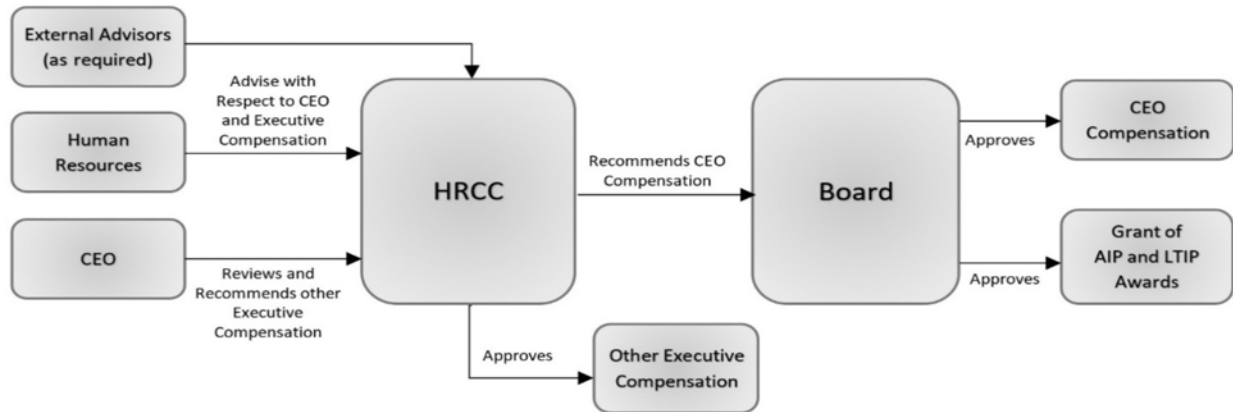 External Advisors
(as required)
Advise with
Respect to CEO
and Executive
Compensation
Human
Resources
CEO
Reviews and
Recommends other
Executive
Compensation
HRCC
Approves
Other Executive
Compensation
Recommends CEO
Compensation
Board
Approves
CEO
Compensation
Approves
Grant of
AIP and LTIP
Awards